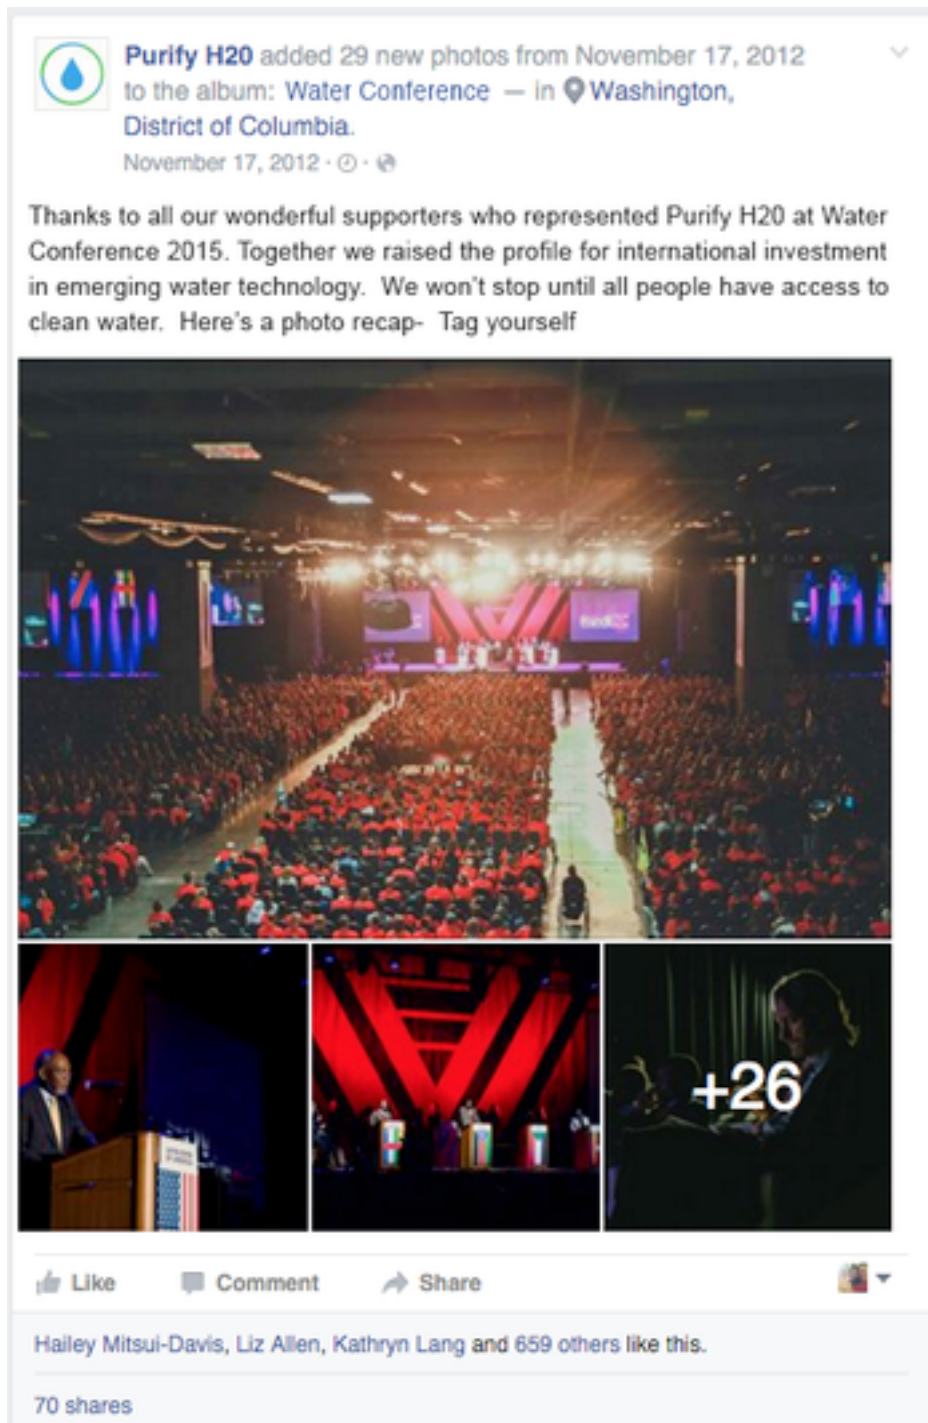 Purify H20 added 29 new photos from November 17, 2012
to the album: Water Conference — in Washington,
District of Columbia.
November 17, 2012 · ·
Thanks to all our wonderful supporters who represented Purify H20 at Water
Conference 2015. Together we raised the profile for international investment
in emerging water technology. We won't stop until all people have access to
clean water. Here's a photo recap- Tag yourself
+26
Like Comment Share
Hailey Mitsui-Davis, Liz Allen, Kathryn Lang and 659 others like this.
70 shares